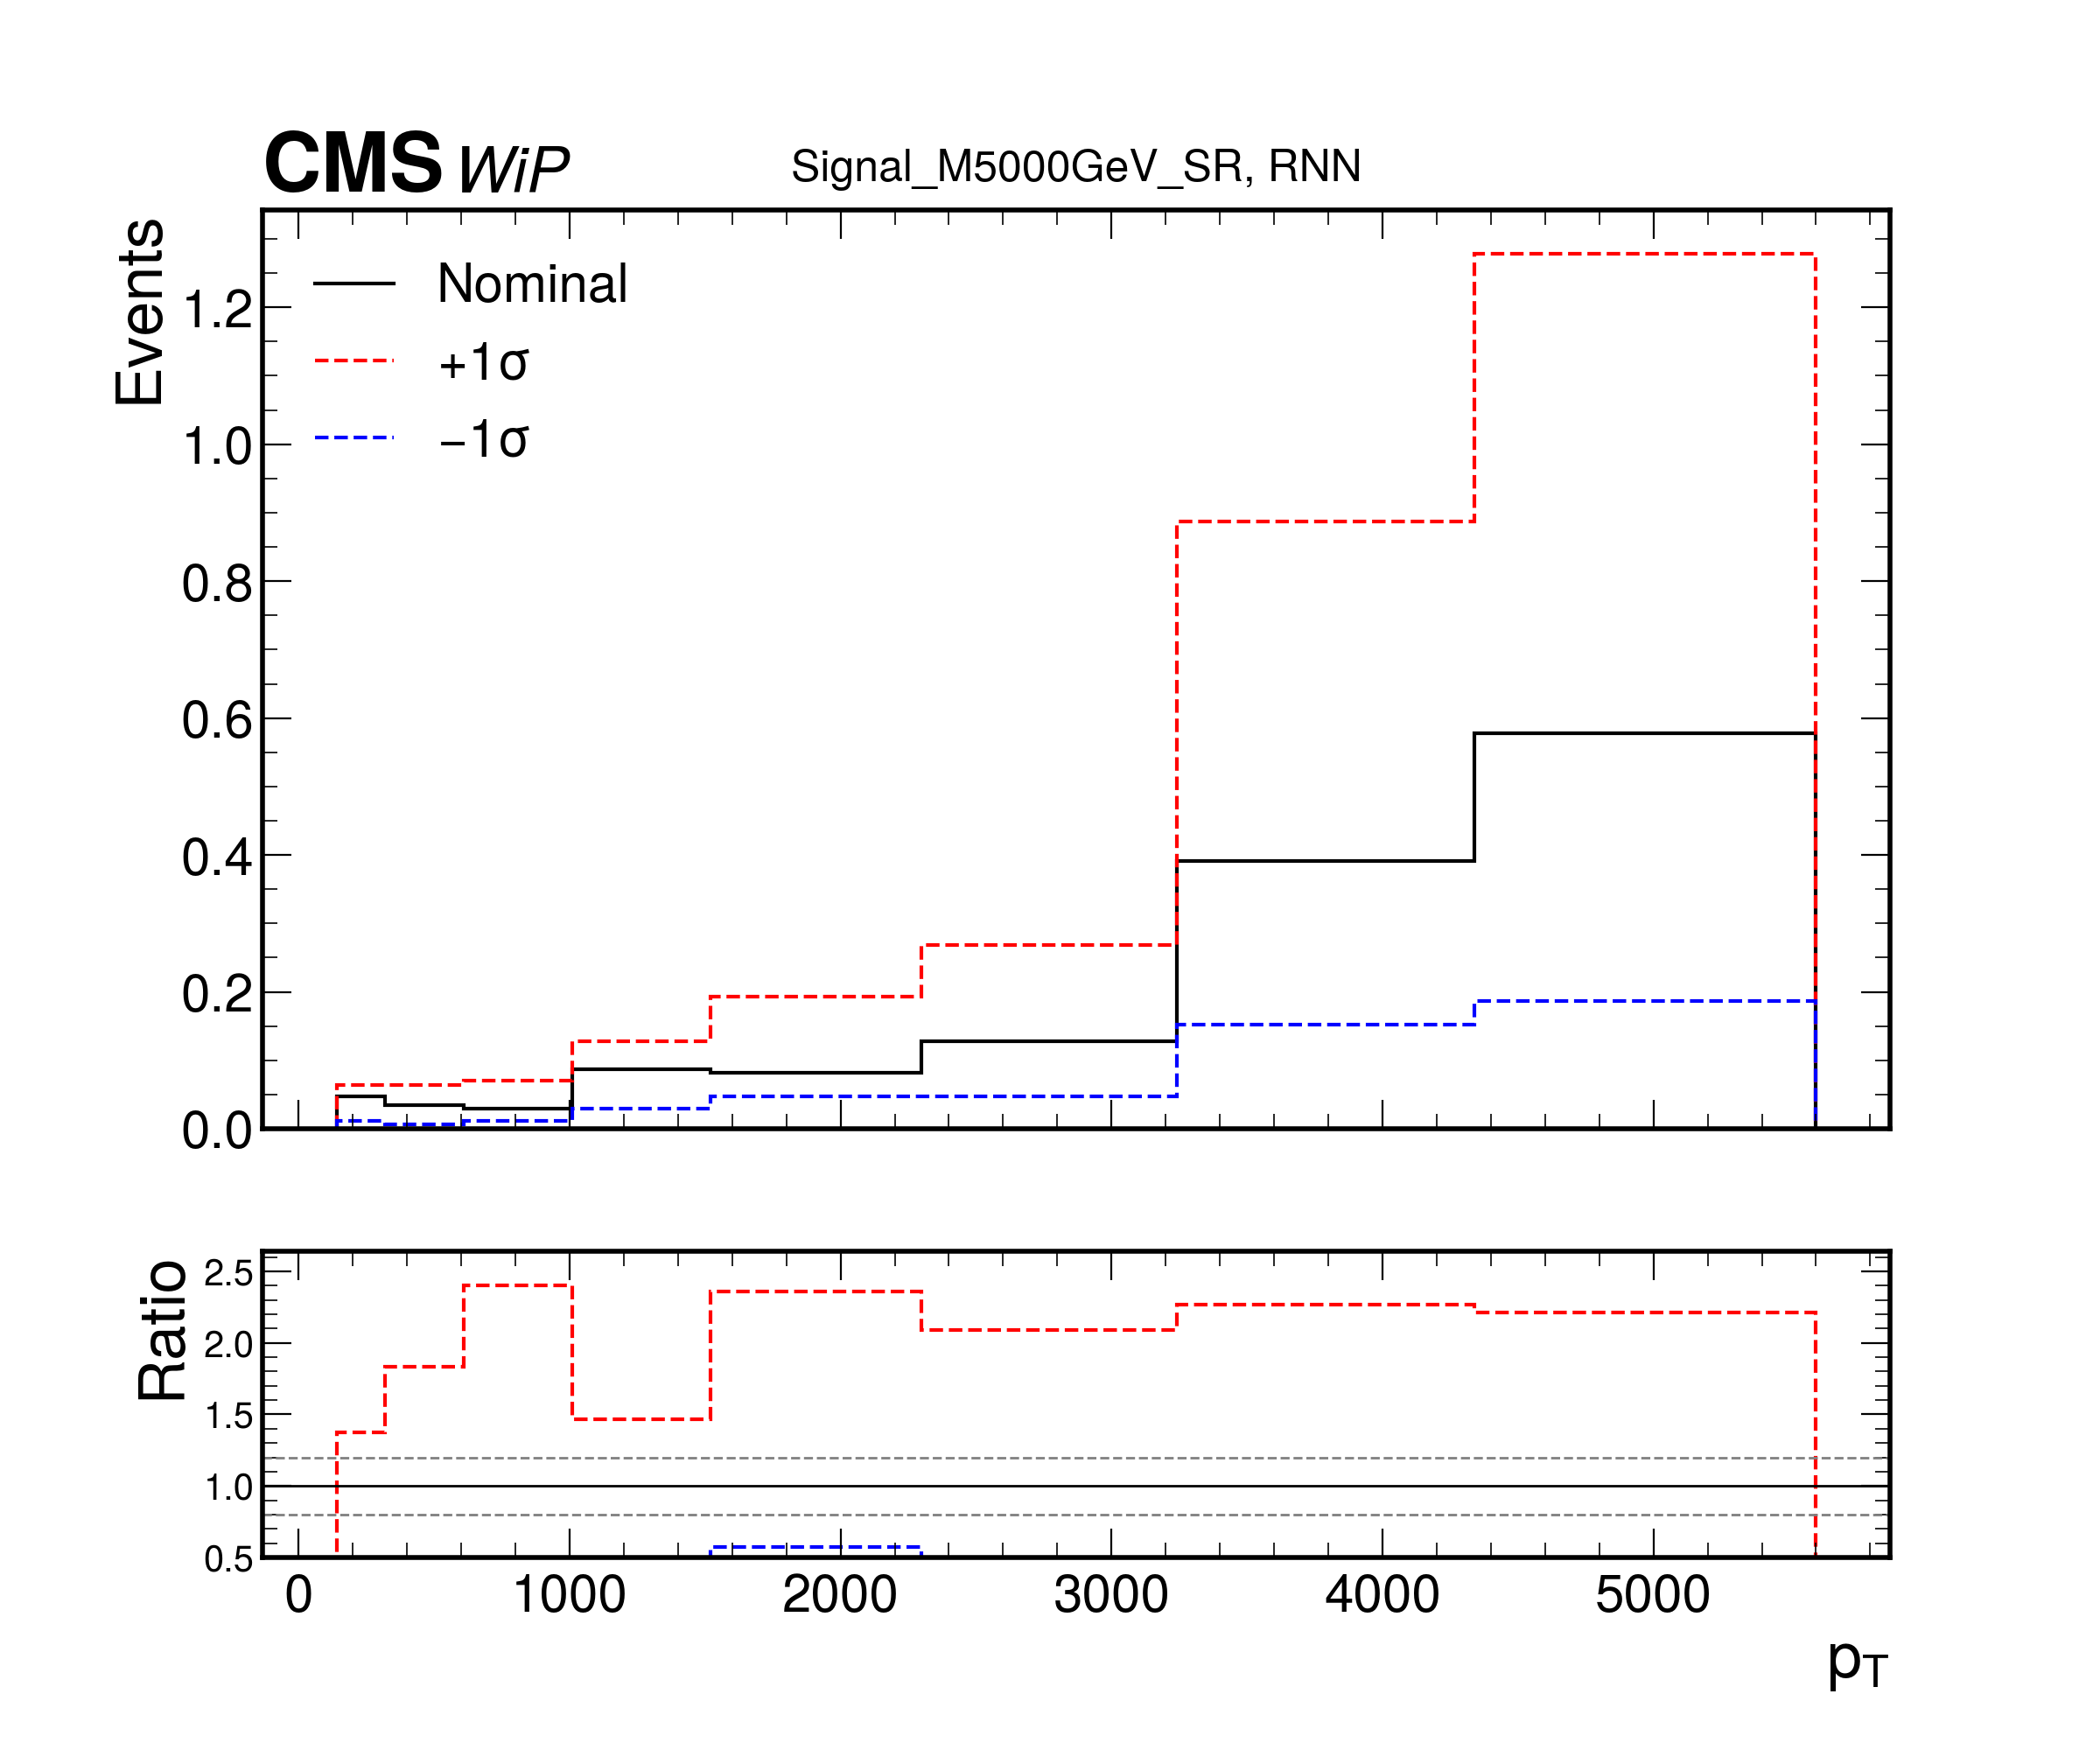 CMS WiP
Signal_M5000GeV_SR, RNN
Events
Nominal
+1σ
−1σ
1.2
1.0
0.8
0.6
0.4
0.2
0.0
Ratio
2.5
2.0
1.5
1.0
0.5
0 1000 2000 3000 4000 5000
pT